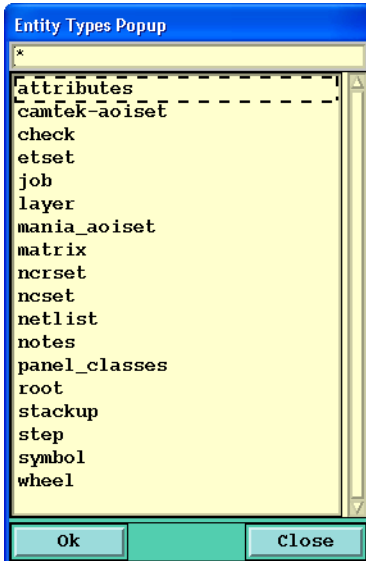 Entity Types Popup
*
attributes
camtek-aoiset
check
etset
job
layer
mania_aoiset
matrix
ncrset
ncset
netlist
notes
panel_classes
root
stackup
step
symbol
wheel
Ok Close